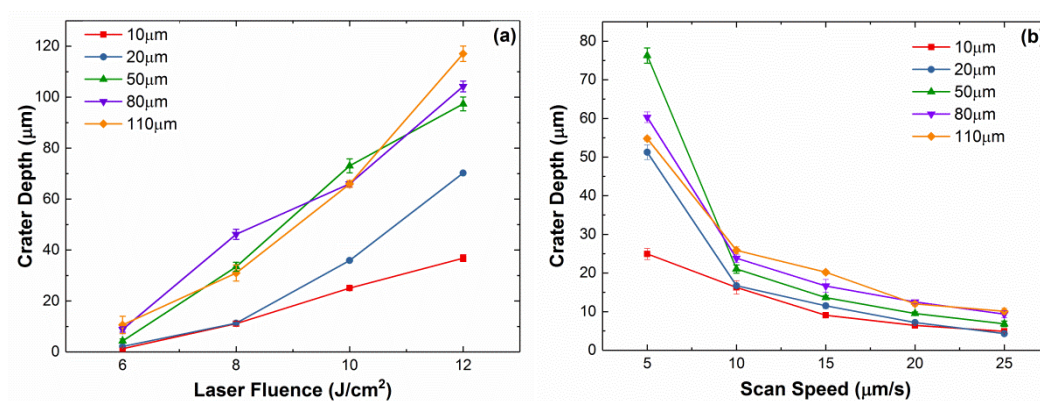 (a)
10μm
20μm
50μm
80μm
110μm
120
100
80
60
40
20
0
Crater Depth (μm)
6
8
10
12
Laser Fluence (J/cm²)
(b)
10μm
20μm
50μm
80μm
110μm
80
70
60
50
40
30
20
10
0
Crater Depth (μm)
5
10
15
20
25
Scan Speed (μm/s)